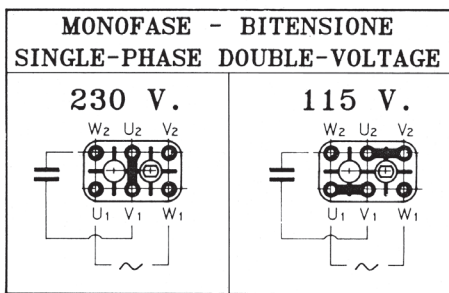 MONOFASE - BITENSIONE
SINGLE-PHASE DOUBLE-VOLTAGE
230 V.
115 V.
W2 U2 V2
W2 U2 V2
U1 V1 W1
U1 V1 W1